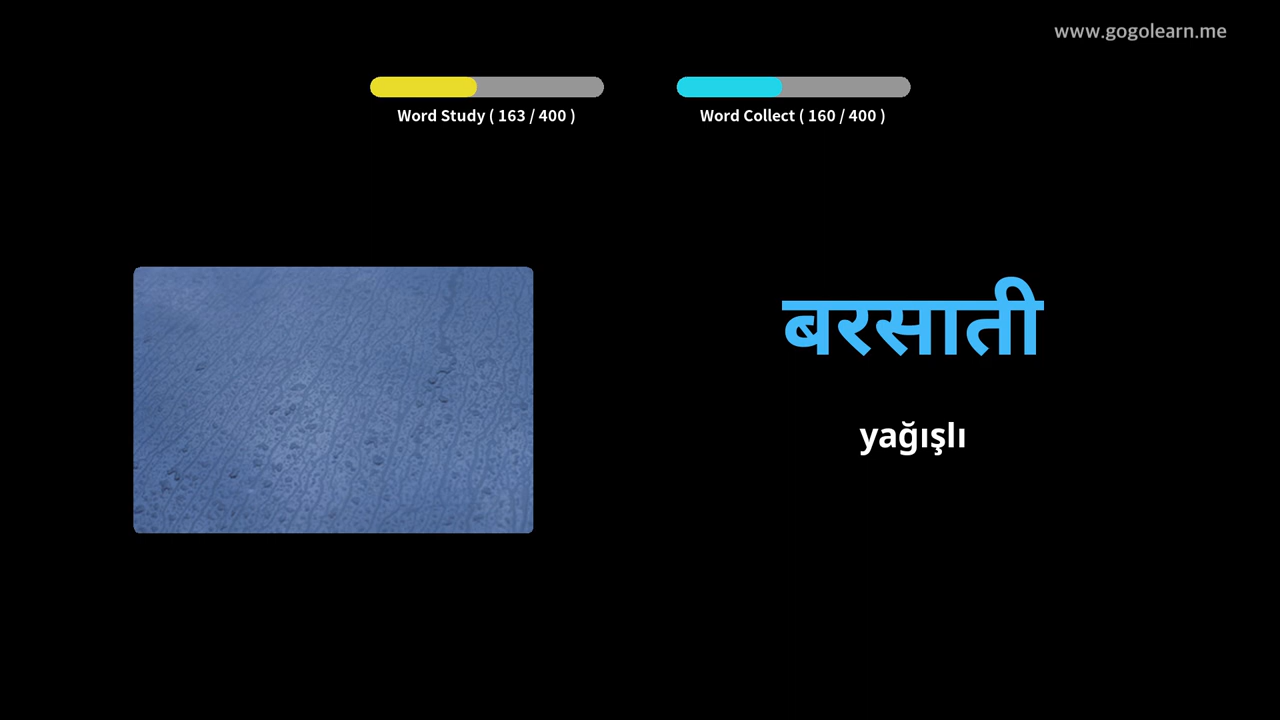 www.gogolearn.me
Word Study ( 163 / 400 )
Word Collect ( 160 / 400 )
बरसाती
yağışlı